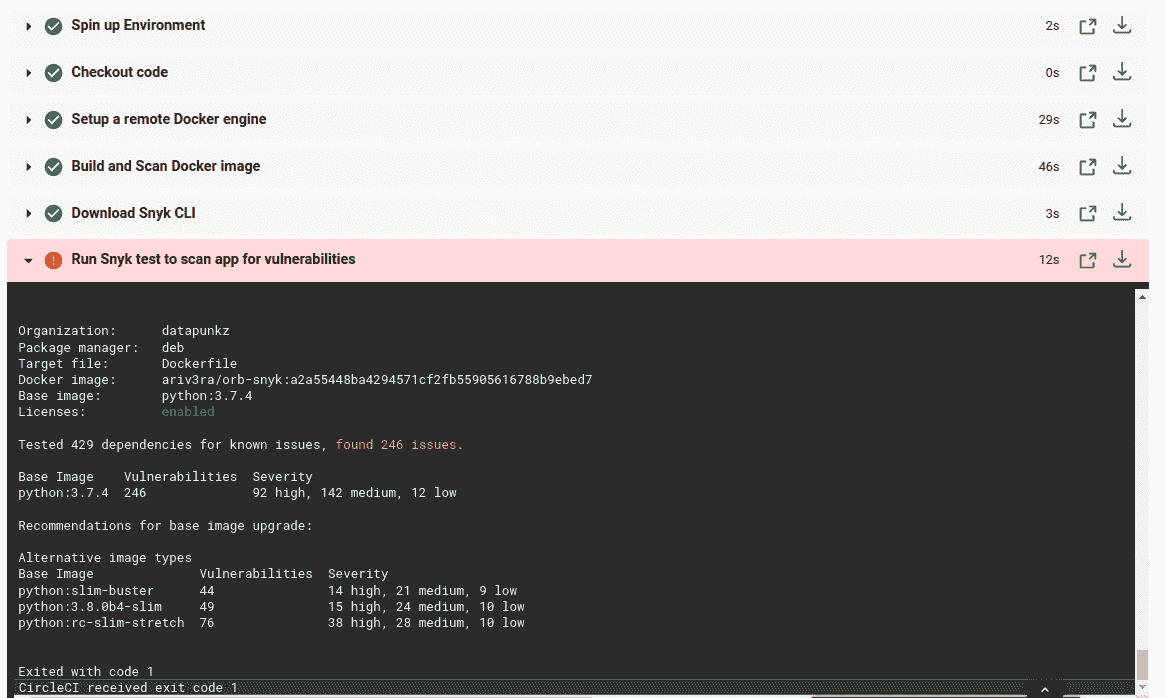 Spin up Environment 2s
Checkout code 0s
Setup a remote Docker engine 29s
Build and Scan Docker image 46s
Download Snyk CLI 3s
Run Snyk test to scan app for vulnerabilities 12s
Organization: datapunkz
Package manager: deb
Target file: Dockerfile
Docker image: ariv3ra/orb-snyk:a2a55448ba4294571cf2fb55905616788b9ebed7
Base image: python:3.7.4
Licenses: enabled
Tested 429 dependencies for known issues, found 246 issues.
Base Image Vulnerabilities Severity
python:3.7.4 246 92 high, 142 medium, 12 low
Recommendations for base image upgrade:
Alternative image types
Base Image Vulnerabilities Severity
python:slim-buster 44 14 high, 21 medium, 9 low
python:3.8.0b4-slim 49 15 high, 24 medium, 10 low
python:rc-slim-stretch 76 38 high, 28 medium, 10 low
Exited with code 1
CircleCI received exit code 1